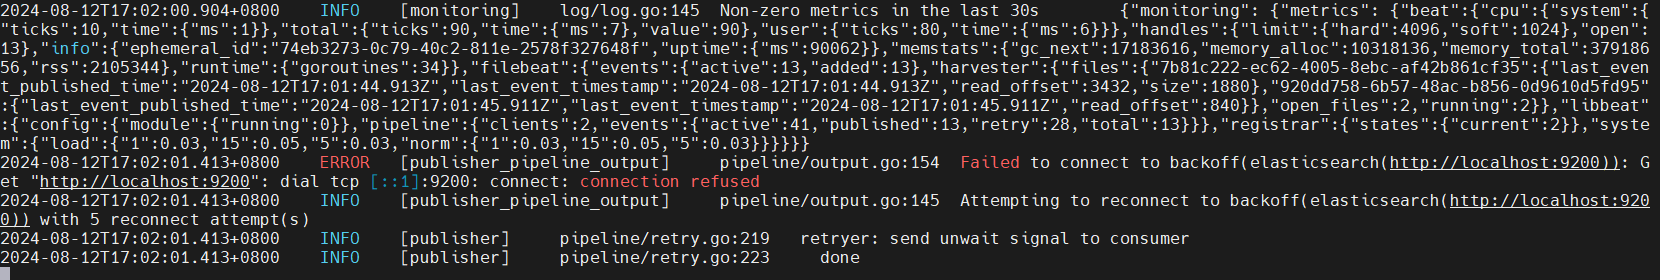 2024-08-12T17:02:00.904+0800    INFO    [monitoring]    log/log.go:145  Non-zero metrics in the last 30s        {"monitoring": {"metrics": {"beat":{"cpu":{"system":{
"ticks":10,"time":{"ms":1}},"total":{"ticks":90,"time":{"ms":7},"value":90},"user":{"ticks":80,"time":{"ms":6}}},"handles":{"limit":{"hard":4096,"soft":1024},"open":
13},"info":{"ephemeral_id":"74eb3273-0c79-40c2-811e-2578f327648f","uptime":{"ms":90062}},"memstats":{"gc_next":17183616,"memory_alloc":10318136,"memory_total":379186
56,"rss":2105344},"runtime":{"goroutines":34}},"filebeat":{"events":{"active":13,"added":13},"harvester":{"files":{"7b81c222-ec62-4005-8ebc-af42b861cf35":{"last_even
t_published_time":"2024-08-12T17:01:44.913Z","last_event_timestamp":"2024-08-12T17:01:44.913Z","read_offset":3432,"size":1880},"920dd758-6b57-48ac-b856-0d9610d5fd95"
:{"last_event_published_time":"2024-08-12T17:01:45.911Z","last_event_timestamp":"2024-08-12T17:01:45.911Z","read_offset":840}},"open_files":2,"running":2}},"libbeat"
:{"config":{"module":{"running":0}},"pipeline":{"clients":2,"events":{"active":41,"published":13,"retry":28,"total":13}}},"registrar":{"states":{"current":2}},"syste
m":{"load":{"1":0.03,"15":0.05,"5":0.03,"norm":{"1":0.03,"15":0.05,"5":0.03}}}}}}
2024-08-12T17:02:01.413+0800    ERROR   [publisher_pipeline_output]     pipeline/output.go:154  Failed to connect to backoff(elasticsearch(http://localhost:9200)): G
et "http://localhost:9200": dial tcp [::1]:9200: connect: connection refused
2024-08-12T17:02:01.413+0800    INFO    [publisher_pipeline_output]     pipeline/output.go:145  Attempting to reconnect to backoff(elasticsearch(http://localhost:920
0)) with 5 reconnect attempt(s)
2024-08-12T17:02:01.413+0800    INFO    [publisher]     pipeline/retry.go:219   retryer: send unwait signal to consumer
2024-08-12T17:02:01.413+0800    INFO    [publisher]     pipeline/retry.go:223     done